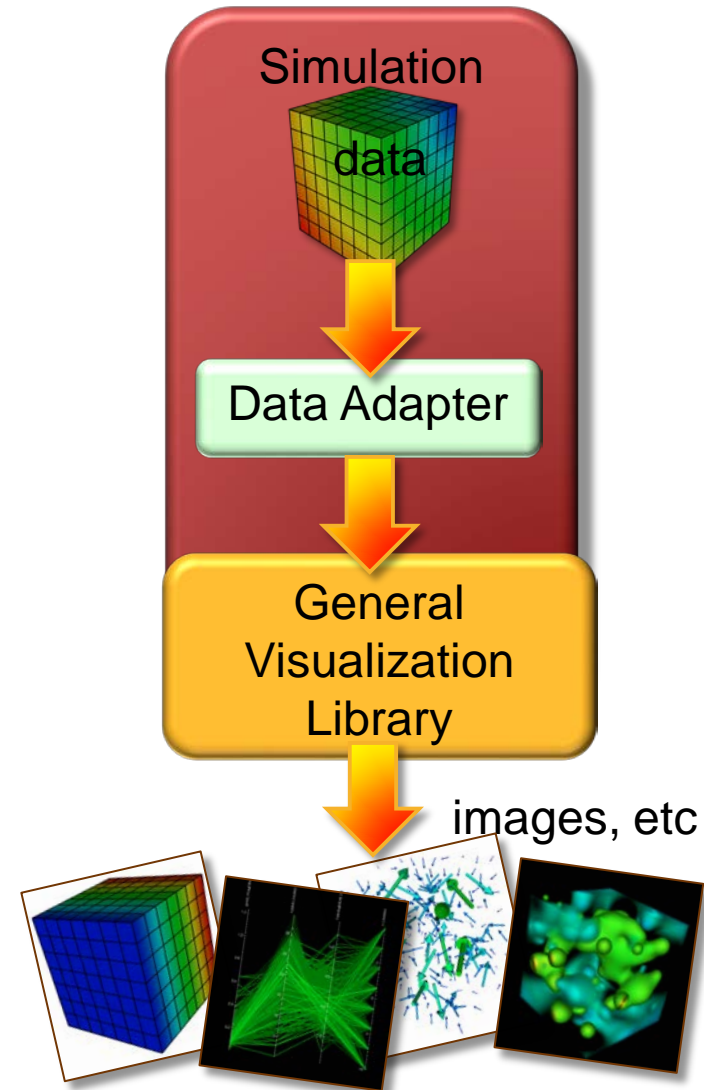 Simulation
data
Data Adapter
General
Visualization
Library
images, etc